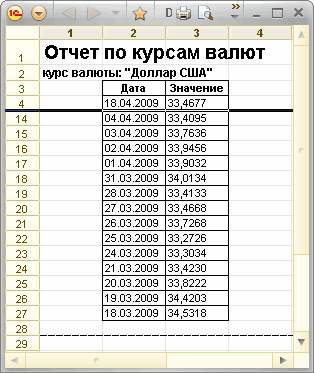 1 2 3 4
1 Отчет по курсам валют
2 курс валюты: "Доллар США"
3 Дата Значение
4 18.04.2009 33,4677
14 04.04.2009 33,4095
15 03.04.2009 33,7636
16 02.04.2009 33,9456
17 01.04.2009 33,9032
18 31.03.2009 34,0134
19 28.03.2009 33,4133
20 27.03.2009 33,4668
21 26.03.2009 33,7268
22 25.03.2009 33,2726
23 24.03.2009 33,3034
24 21.03.2009 33,4230
25 20.03.2009 33,8222
26 19.03.2009 34,4203
27 18.03.2009 34,5318
28
29